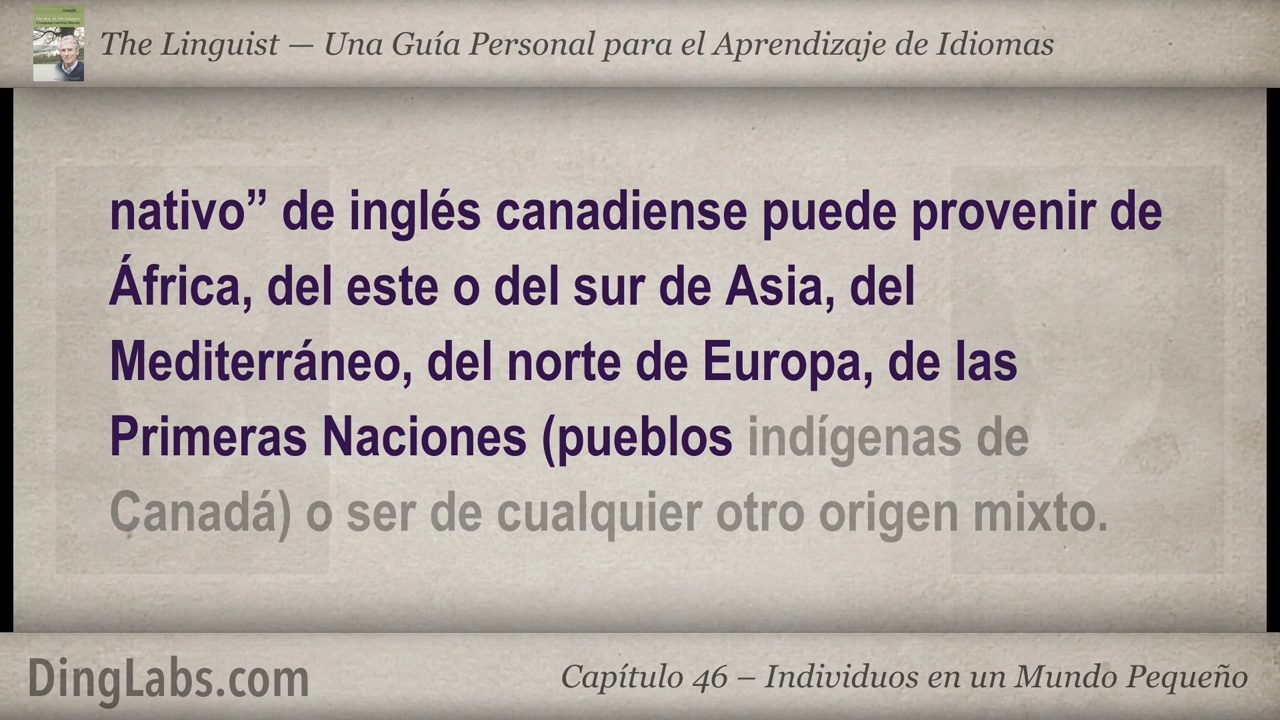 The Linguist — Una Guía Personal para el Aprendizaje de Idiomas
nativo” de inglés canadiense puede provenir de
África, del este o del sur de Asia, del
Mediterráneo, del norte de Europa, de las
Primeras Naciones (pueblos indígenas de
Canadá) o ser de cualquier otro origen mixto.
DingLabs.com
Capítulo 46 – Individuos en un Mundo Pequeño